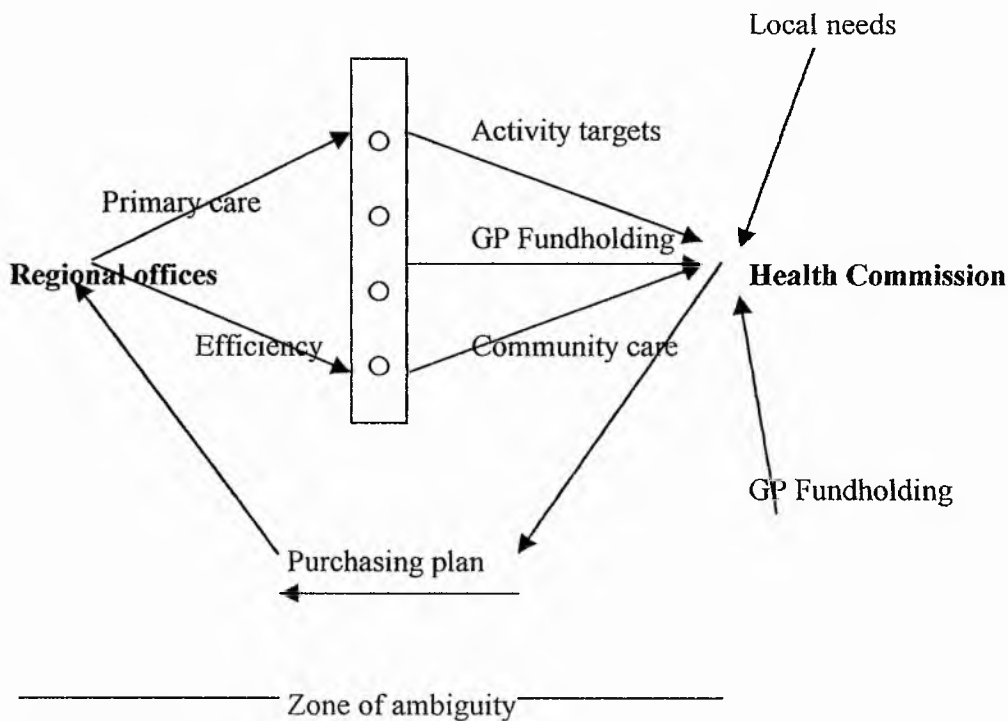 Local needs
Activity targets
Primary care
GP Fundholding
Regional offices
Health Commission
Efficiency
Community care
GP Fundholding
Purchasing plan
Zone of ambiguity